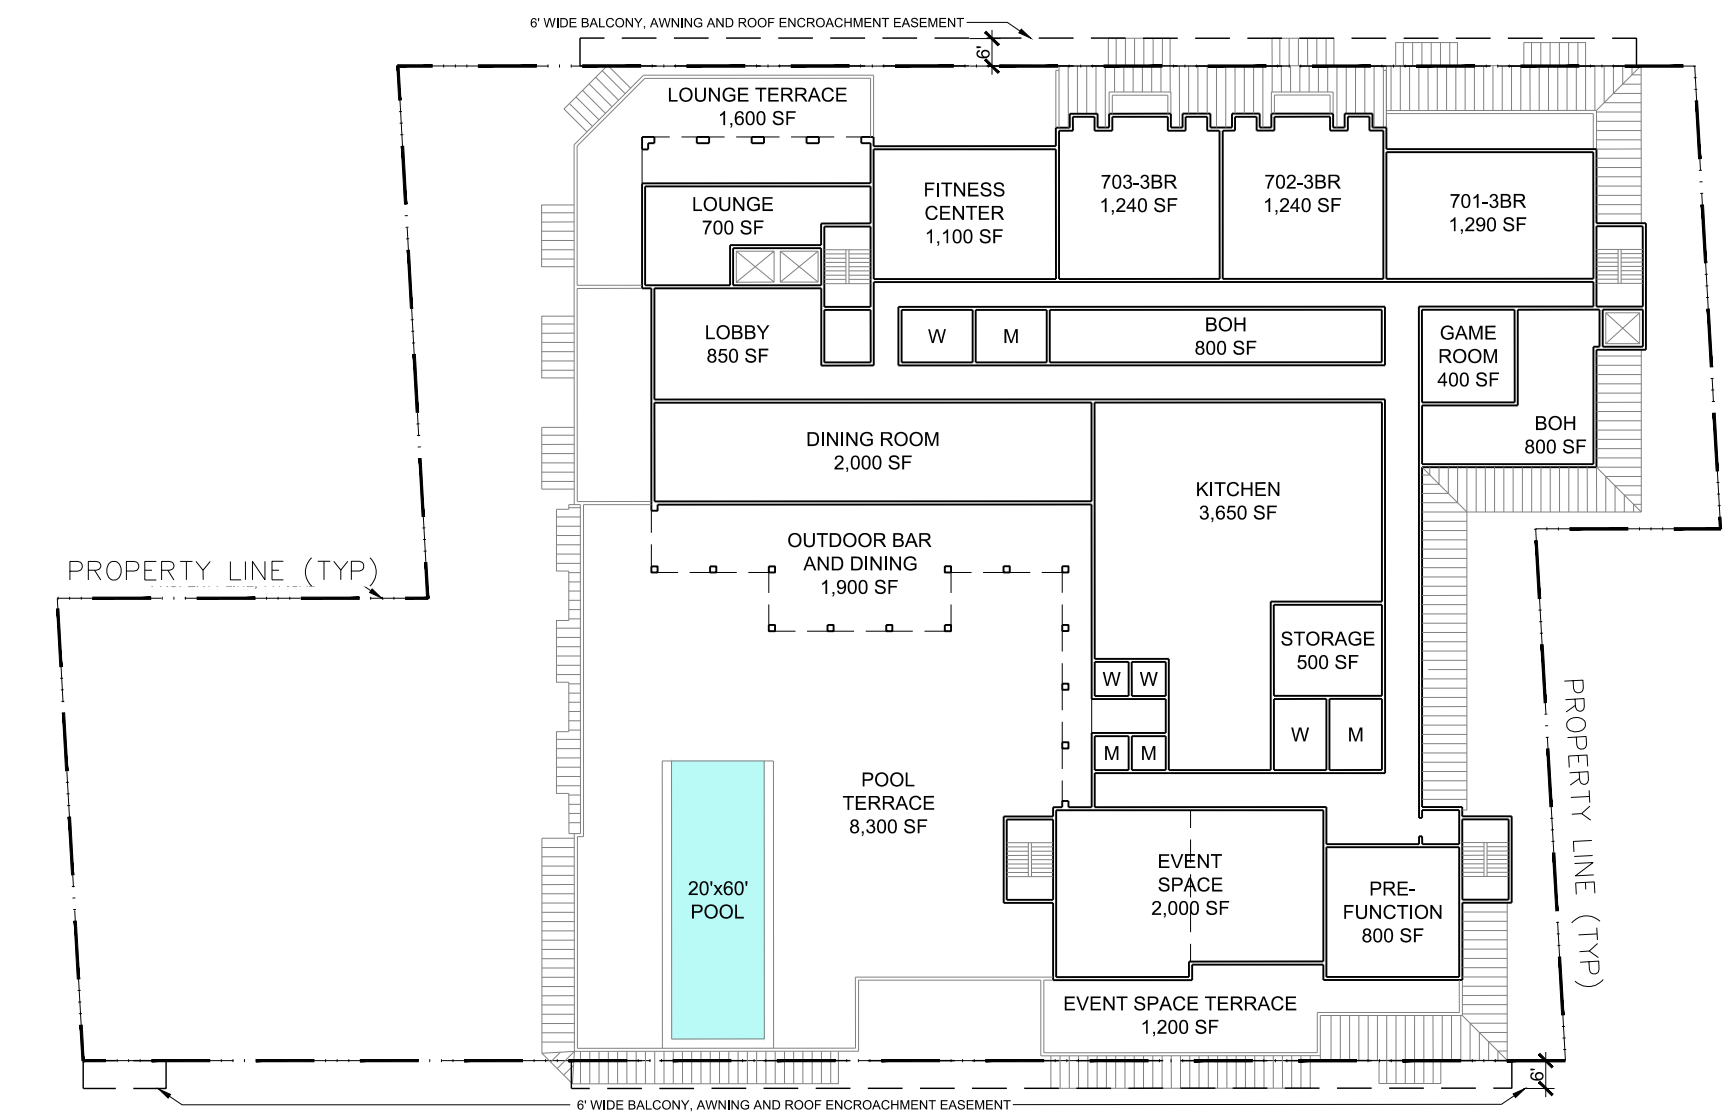 6' WIDE BALCONY, AWNING AND ROOF ENCROACHMENT EASEMENT
6'
LOUNGE TERRACE
1,600 SF
LOUNGE
700 SF
FITNESS
CENTER
1,100 SF
703-3BR
1,240 SF
702-3BR
1,240 SF
701-3BR
1,290 SF
LOBBY
850 SF
W
M
BOH
800 SF
GAME
ROOM
400 SF
BOH
800 SF
DINING ROOM
2,000 SF
KITCHEN
3,650 SF
OUTDOOR BAR
AND DINING
1,900 SF
PROPERTY LINE (TYP)
STORAGE
500 SF
W
W
M
M
W
M
POOL
TERRACE
8,300 SF
PROPERTY LINE (TYP)
20'x60'
POOL
EVENT
SPACE
2,000 SF
PRE-
FUNCTION
800 SF
EVENT SPACE TERRACE
1,200 SF
6'
6' WIDE BALCONY, AWNING AND ROOF ENCROACHMENT EASEMENT